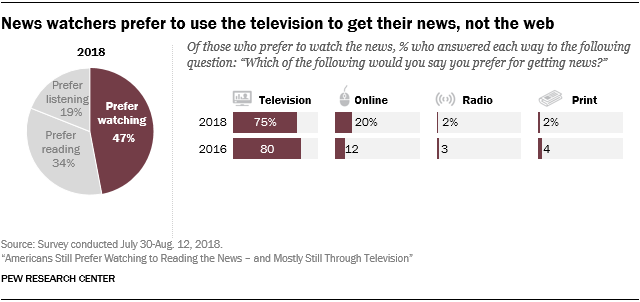 News watchers prefer to use the television to get their news, not the web
2018
Prefer listening 19%
Prefer reading 34%
Prefer watching 47%
Of those who prefer to watch the news, % who answered each way to the following
question: “Which of the following would you say you prefer for getting news?”
Television Online Radio Print
2018 75% 20% 2% 2%
2016 80 12 3 4
Source: Survey conducted July 30-Aug. 12, 2018.
“Americans Still Prefer Watching to Reading the News – and Mostly Still Through Television”
PEW RESEARCH CENTER